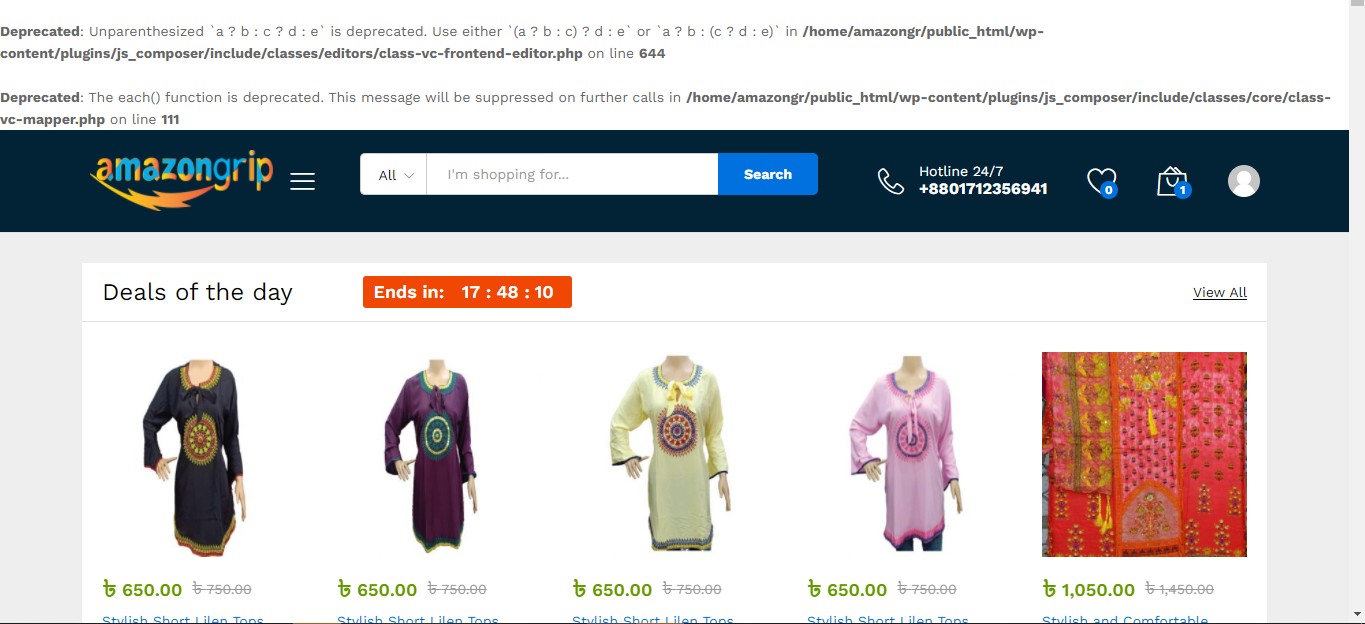 Deprecated: Unparenthesized `a ? b : c ? d : e` is deprecated. Use either `(a ? b : c) ? d : e` or `a ? b : (c ? d : e)` in /home/amazongr/public_html/wp-
content/plugins/js_composer/include/classes/editors/class-vc-frontend-editor.php on line 644
Deprecated: The each() function is deprecated. This message will be suppressed on further calls in /home/amazongr/public_html/wp-content/plugins/js_composer/include/classes/core/class-
vc-mapper.php on line 111
amazongrip
All
I'm shopping for...
Search
Hotline 24/7
+8801712356941
0
1
Deals of the day
Ends in: 17 : 48 : 10
View All
৳ 650.00 ৳ 750.00
৳ 650.00 ৳ 750.00
৳ 650.00 ৳ 750.00
৳ 650.00 ৳ 750.00
৳ 1,050.00 ৳ 1,450.00
Stylish Short Lilen Tops
Stylish Short Lilen Tops
Stylish Short Lilen Tops
Stylish Short Lilen Tops
Stylish and Comfortable